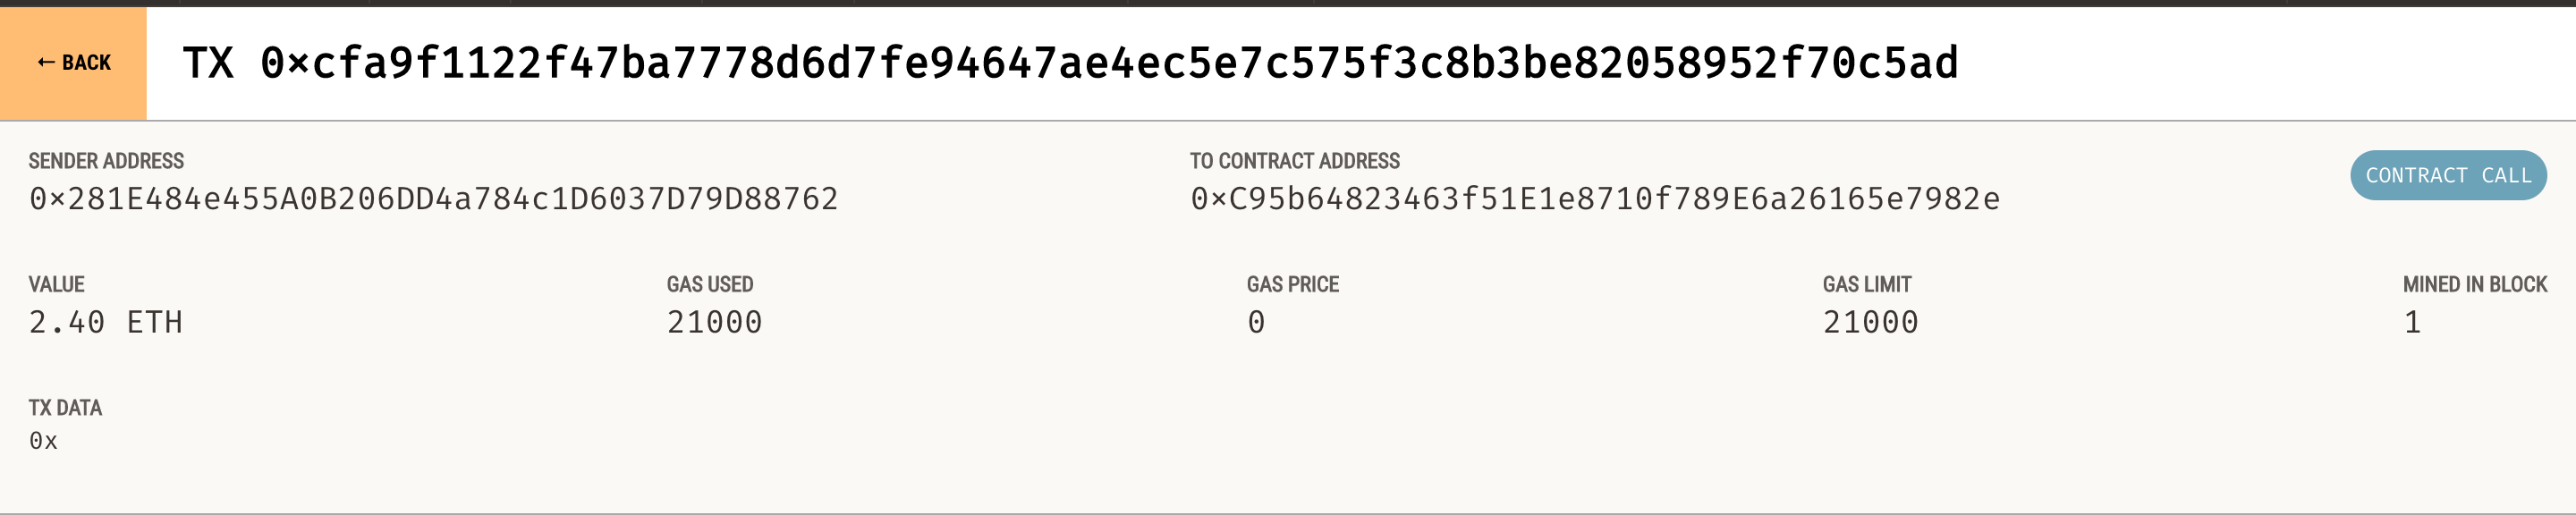 ← BACK
TX 0×cfa9f1122f47ba7778d6d7fe94647ae4ec5e7c575f3c8b3be82058952f70c5ad
SENDER ADDRESS
0×281E484e455A0B206DD4a784c1D6037D79D88762
TO CONTRACT ADDRESS
0×C95b64823463f51E1e8710f789E6a26165e7982e
CONTRACT CALL
VALUE
2.40 ETH
GAS USED
21000
GAS PRICE
0
GAS LIMIT
21000
MINED IN BLOCK
1
TX DATA
0x